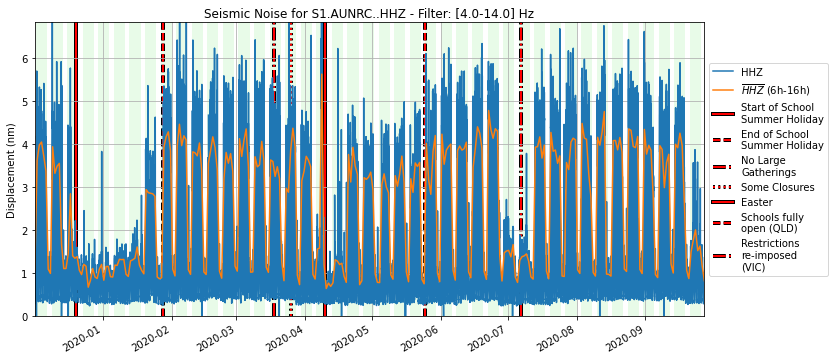 Seismic Noise for S1.AUNRC..HHZ - Filter: [4.0-14.0] Hz
Displacement (nm)
6
5
4
3
2
1
0
2020-01
2020-02
2020-03
2020-04
2020-05
2020-06
2020-07
2020-08
2020-09
HHZ
HHZ (6h-16h)
Start of School
Summer Holiday
End of School
Summer Holiday
No Large
Gatherings
Some Closures
Easter
Schools fully
open (QLD)
Restrictions
re-imposed
(VIC)